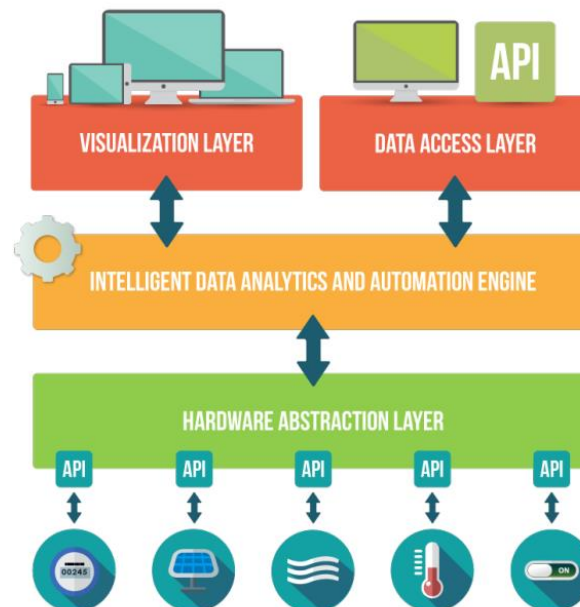 API
VISUALIZATION LAYER
DATA ACCESS LAYER
INTELLIGENT DATA ANALYTICS AND AUTOMATION ENGINE
HARDWARE ABSTRACTION LAYER
API
API
API
API
API
00245
ON